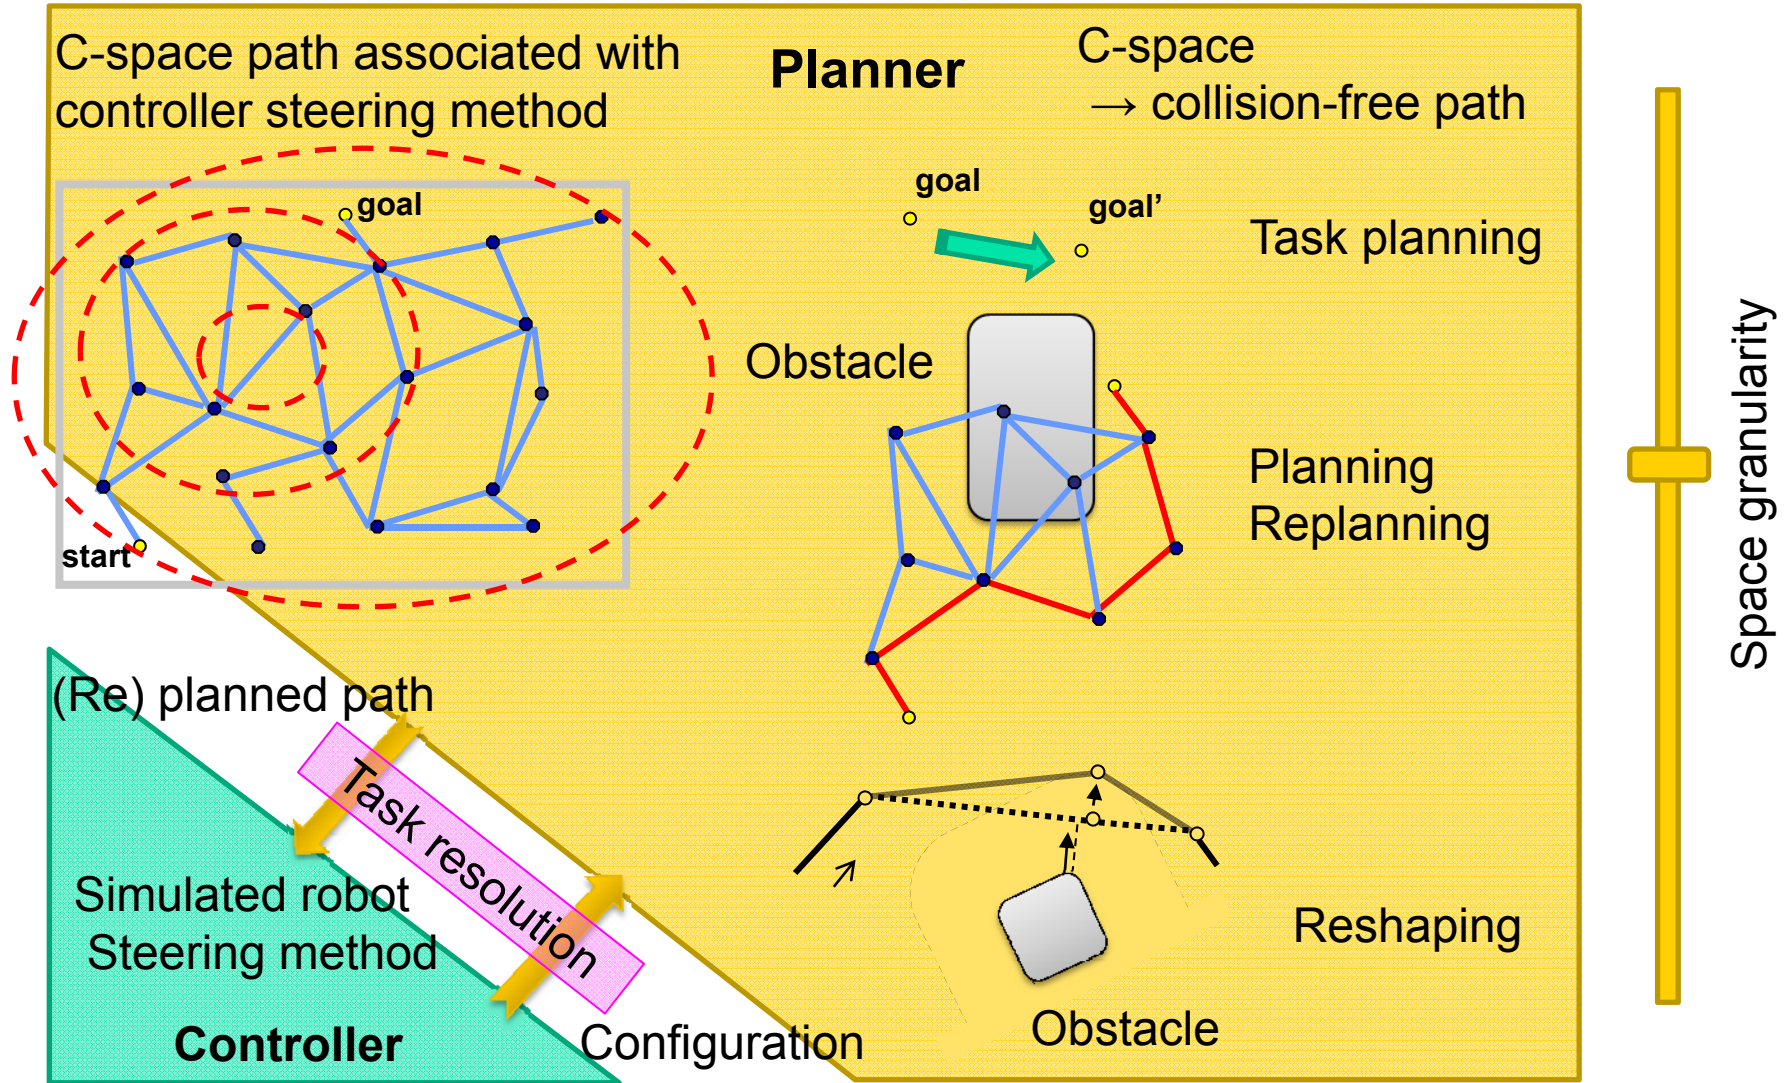 C-space path associated with
controller steering method
Planner
C-space
→ collision-free path
goal
start
goal
goal’
Task planning
Obstacle
Planning
Replanning
Space granularity
(Re) planned path
Task resolution
Simulated robot
Steering method
Controller
Configuration
Reshaping
Obstacle